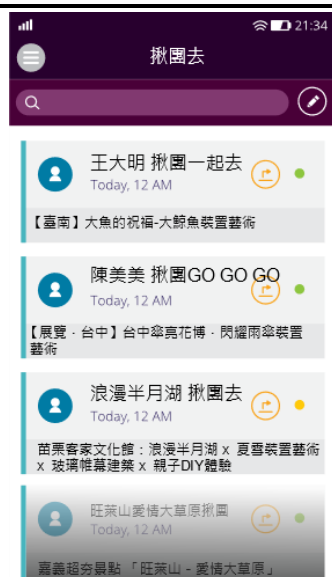 21:34
揪團去
王大明 揪團一起去
Today, 12 AM
【臺南】大魚的祝福-大鯨魚裝置藝術
陳美美 揪團GO GO GO
Today, 12 AM
【展覽．台中】台中傘亮花博．閃耀雨傘裝置
藝術
浪漫半月湖 揪團去
Today, 12 AM
苗栗客家文化館：浪漫半月湖 x 夏雪裝置藝術
x 玻璃帷幕建築 x 親子DIY體驗
旺萊山愛情大草原揪團
Today, 12 AM
嘉義超夯景點 「旺萊山 - 愛情大草原」